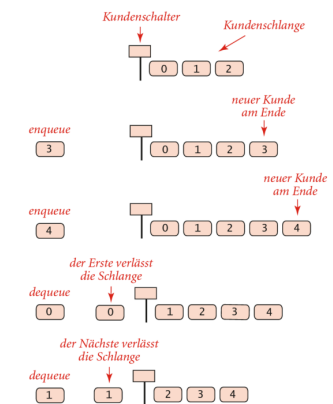 Kundenschalter
Kundenschlange
0 1 2
neuer Kunde
am Ende
enqueue
3
0 1 2 3
neuer Kunde
am Ende
enqueue
4
0 1 2 3 4
der Erste verlässt
die Schlange
dequeue
0
0
1 2 3 4
der Nächste verlässt
die Schlange
dequeue
1
1
2 3 4